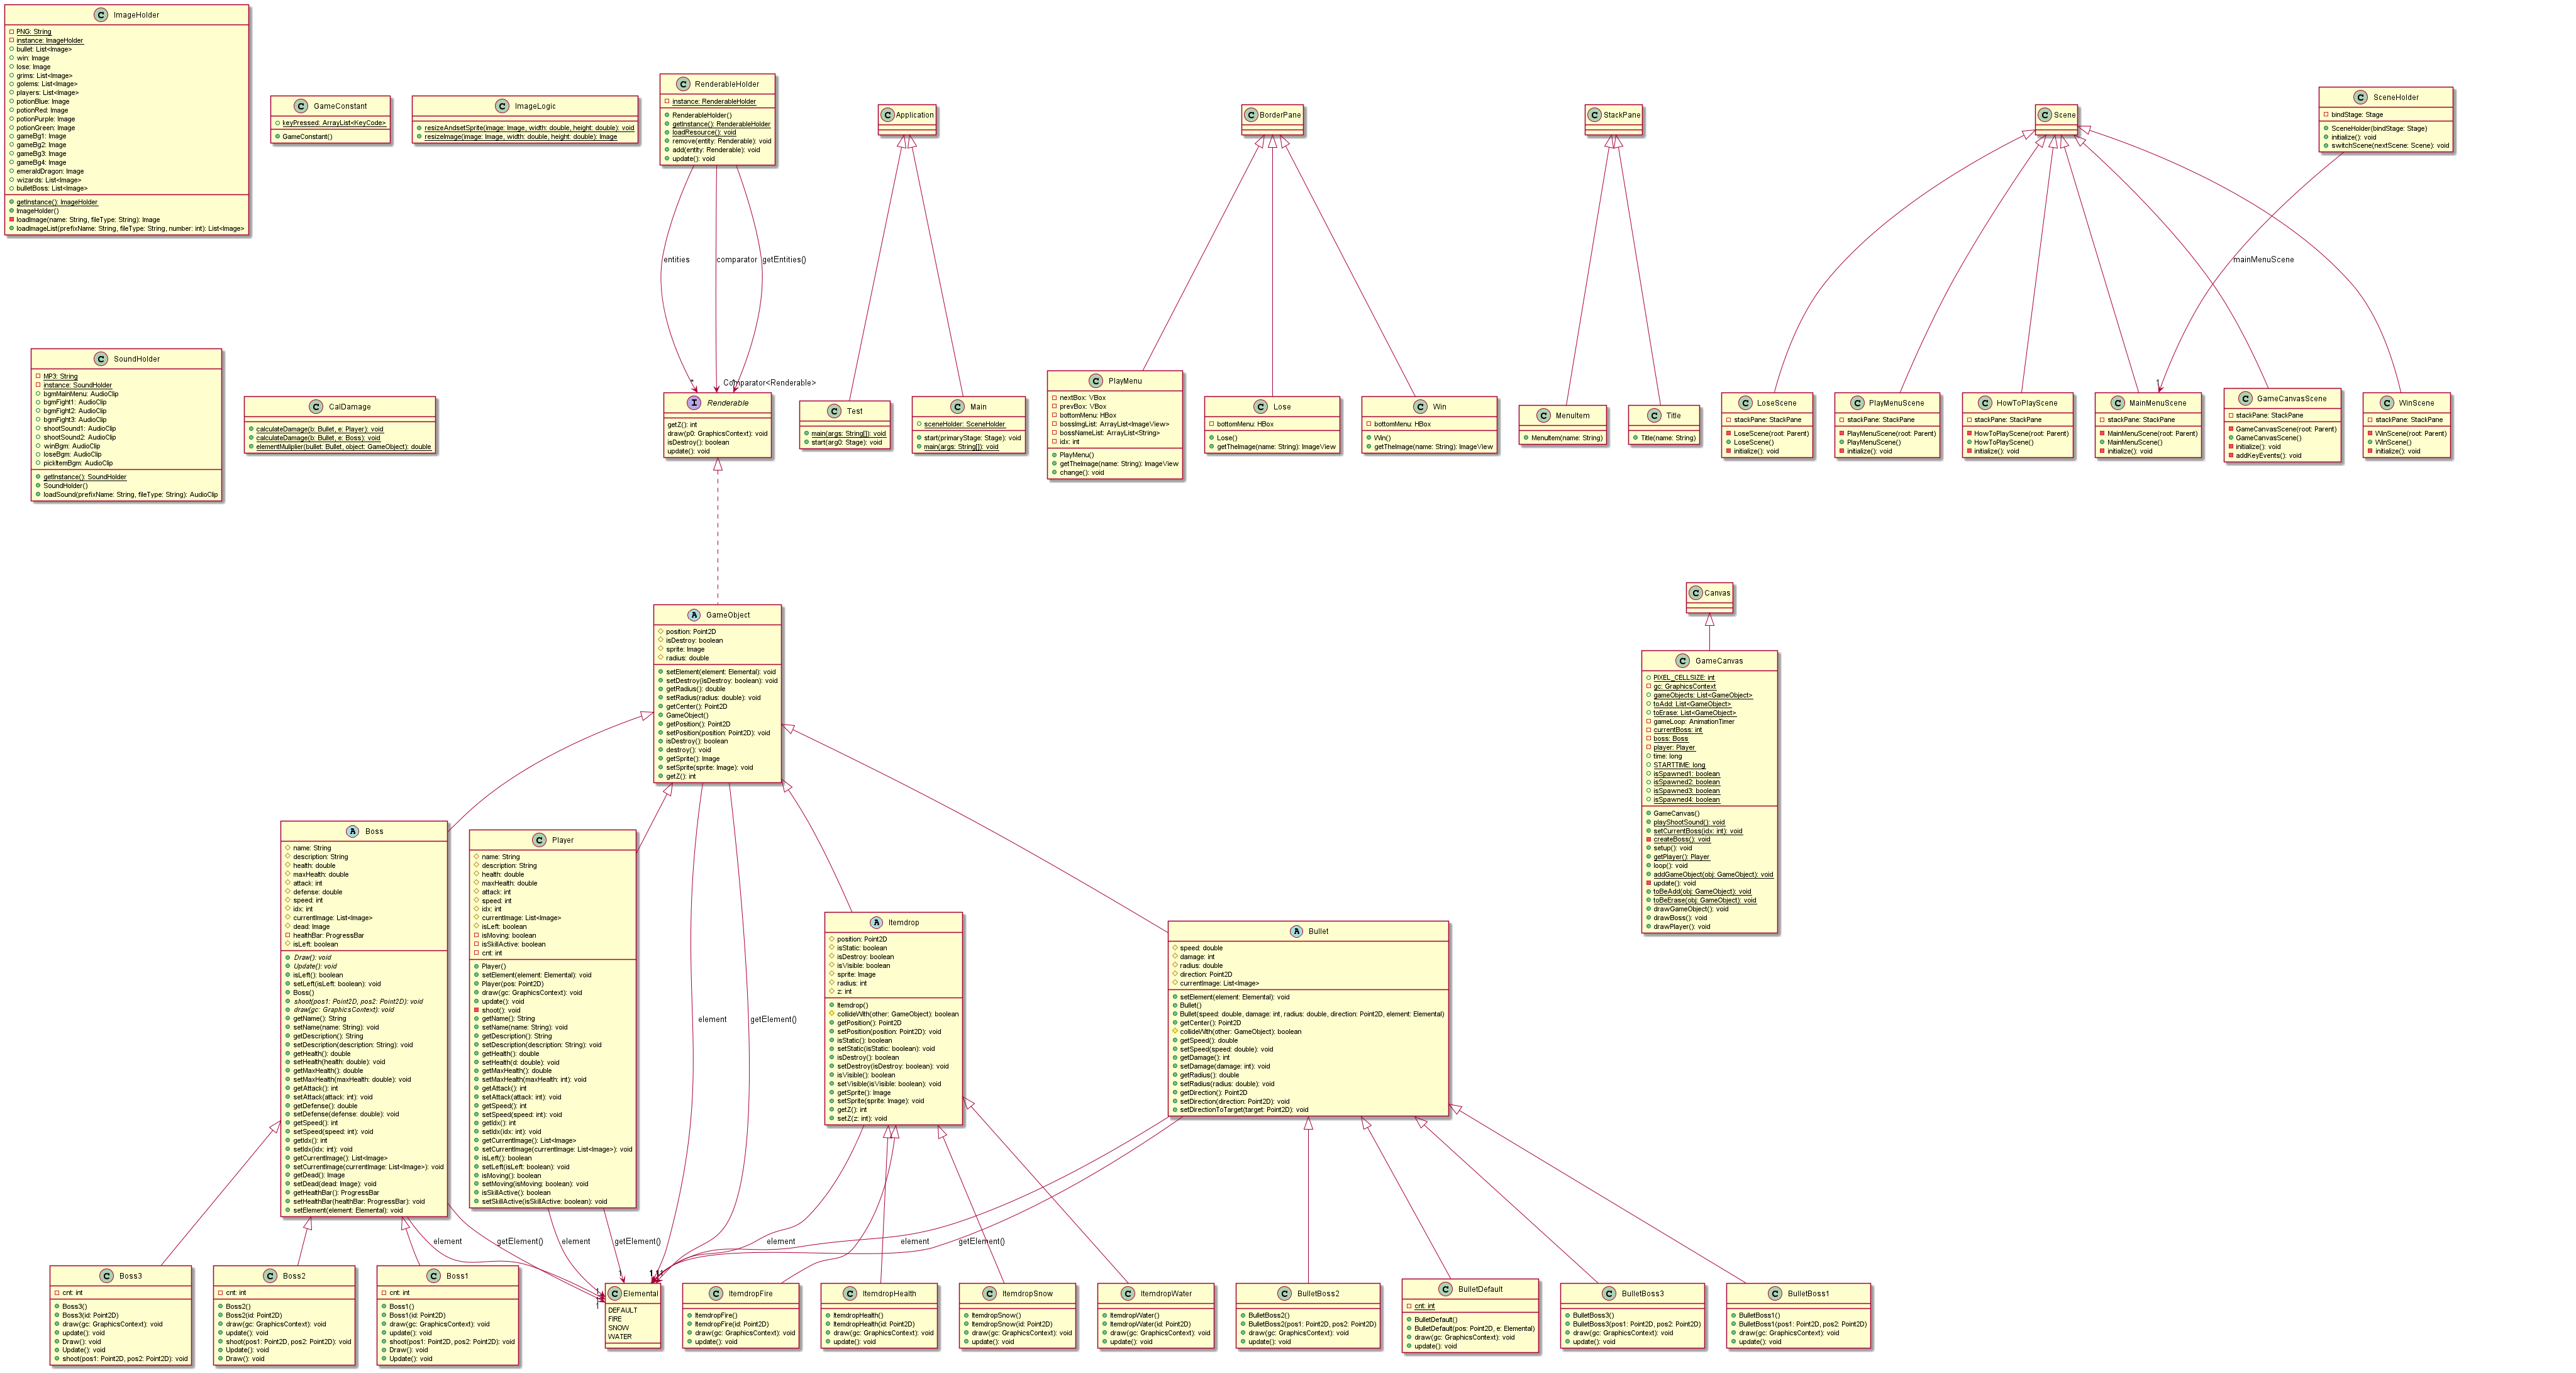 ImageHolder
PNG: String
instance: ImageHolder
bullet: List<Image>
win: Image
lose: Image
grims: List<Image>
golems: List<Image>
players: List<Image>
potionBlue: Image
potionRed: Image
potionPurple: Image
potionGreen: Image
gameBg1: Image
gameBg2: Image
gameBg3: Image
gameBg4: Image
emeraldDragon: Image
wizards: List<Image>
bulletBoss: List<Image>
getInstance(): ImageHolder
ImageHolder()
loadImage(name: String, fileType: String): Image
loadImageList(prefixName: String, fileType: String, number: int): List<Image>
GameConstant
keyPressed: ArrayList<KeyCode>
GameConstant()
ImageLogic
resizeAndsetSprite(image: Image, width: double, height: double): void
resizeImage(image: Image, width: double, height: double): Image
RenderableHolder
instance: RenderableHolder
RenderableHolder()
getInstance(): RenderableHolder
loadResource(): void
remove(entity: Renderable): void
add(entity: Renderable): void
update(): void
Application
BorderPane
StackPane
Scene
SceneHolder
bindStage: Stage
SceneHolder(bindStage: Stage)
initialize(): void
switchScene(nextScene: Scene): void
entities
comparator
getEntities()
mainMenuScene
*
Comparator<Renderable>
1
SoundHolder
MP3: String
instance: SoundHolder
bgmMainMenu: AudioClip
bgmFight1: AudioClip
bgmFight2: AudioClip
bgmFight3: AudioClip
shootSound1: AudioClip
shootSound2: AudioClip
winBgm: AudioClip
loseBgm: AudioClip
pickItemBgm: AudioClip
getInstance(): SoundHolder
SoundHolder()
loadSound(prefixName: String, fileType: String): AudioClip
CalDamage
calculateDamage(b: Bullet, e: Player): void
calculateDamage(b: Bullet, e: Boss): void
elementMuliplier(bullet: Bullet, object: GameObject): double
Renderable
getZ(): int
draw(p0: GraphicsContext): void
isDestroy(): boolean
update(): void
Test
main(args: String[]): void
start(arg0: Stage): void
Main
sceneHolder: SceneHolder
start(primaryStage: Stage): void
main(args: String[]): void
PlayMenu
nextBox: VBox
prevBox: VBox
bottomMenu: HBox
bossImgList: ArrayList<ImageView>
bossNameList: ArrayList<String>
idx: int
PlayMenu()
getTheImage(name: String): ImageView
change(): void
Lose
bottomMenu: HBox
Lose()
getTheImage(name: String): ImageView
Win
bottomMenu: HBox
Win()
getTheImage(name: String): ImageView
MenuItem
MenuItem(name: String)
Title
Title(name: String)
LoseScene
stackPane: StackPane
LoseScene(root: Parent)
LoseScene()
initialize(): void
PlayMenuScene
stackPane: StackPane
PlayMenuScene(root: Parent)
PlayMenuScene()
initialize(): void
HowToPlayScene
stackPane: StackPane
HowToPlayScene(root: Parent)
HowToPlayScene()
initialize(): void
MainMenuScene
stackPane: StackPane
MainMenuScene(root: Parent)
MainMenuScene()
initialize(): void
GameCanvasScene
stackPane: StackPane
GameCanvasScene(root: Parent)
GameCanvasScene()
initialize(): void
addKeyEvents(): void
WinScene
stackPane: StackPane
WinScene(root: Parent)
WinScene()
initialize(): void
GameObject
position: Point2D
isDestroy: boolean
sprite: Image
radius: double
setElement(element: Elemental): void
setDestroy(isDestroy: boolean): void
getRadius(): double
setRadius(radius: double): void
getCenter(): Point2D
GameObject()
getPosition(): Point2D
setPosition(position: Point2D): void
isDestroy(): boolean
destroy(): void
getSprite(): Image
setSprite(sprite: Image): void
getZ(): int
Canvas
GameCanvas
PIXEL_CELLSIZE: int
gc: GraphicsContext
gameObjects: List<GameObject>
toAdd: List<GameObject>
toErase: List<GameObject>
gameLoop: AnimationTimer
currentBoss: int
boss: Boss
player: Player
time: long
STARTTIME: long
isSpawned1: boolean
isSpawned2: boolean
isSpawned3: boolean
isSpawned4: boolean
GameCanvas()
playShootSound(): void
setCurrentBoss(idx: int): void
createBoss(): void
setup(): void
getPlayer(): Player
loop(): void
addGameObject(obj: GameObject): void
update(): void
toBeAdd(obj: GameObject): void
toBeErase(obj: GameObject): void
drawGameObject(): void
drawBoss(): void
drawPlayer(): void
Boss
name: String
description: String
health: double
maxHealth: double
attack: int
defense: double
speed: int
idx: int
currentImage: List<Image>
dead: Image
healthBar: ProgressBar
isLeft: boolean
Draw(): void
Update(): void
isLeft(): boolean
setLeft(isLeft: boolean): void
Boss()
shoot(pos1: Point2D, pos2: Point2D): void
draw(gc: GraphicsContext): void
getName(): String
setName(name: String): void
getDescription(): String
setDescription(description: String): void
getHealth(): double
setHealth(health: double): void
getMaxHealth(): double
setMaxHealth(maxHealth: double): void
getAttack(): int
setAttack(attack: int): void
getDefense(): double
setDefense(defense: double): void
getSpeed(): int
setSpeed(speed: int): void
getIdx(): int
setIdx(idx: int): void
getCurrentImage(): List<Image>
setCurrentImage(currentImage: List<Image>): void
getDead(): Image
setDead(dead: Image): void
getHealthBar(): ProgressBar
setHealthBar(healthBar: ProgressBar): void
setElement(element: Elemental): void
Player
name: String
description: String
health: double
maxHealth: double
attack: int
speed: int
idx: int
currentImage: List<Image>
isLeft: boolean
isMoving: boolean
isSkillActive: boolean
cnt: int
Player()
setElement(element: Elemental): void
Player(pos: Point2D)
draw(gc: GraphicsContext): void
update(): void
shoot(): void
getName(): String
setName(name: String): void
getDescription(): String
setDescription(description: String): void
getHealth(): double
setHealth(d: double): void
getMaxHealth(): double
setMaxHealth(maxHealth: int): void
getAttack(): int
setAttack(attack: int): void
getSpeed(): int
setSpeed(speed: int): void
getIdx(): int
setIdx(idx: int): void
getCurrentImage(): List<Image>
setCurrentImage(currentImage: List<Image>): void
isLeft(): boolean
setLeft(isLeft: boolean): void
isMoving(): boolean
setMoving(isMoving: boolean): void
isSkillActive(): boolean
setSkillActive(isSkillActive: boolean): void
element
getElement()
Itemdrop
position: Point2D
isStatic: boolean
isDestroy: boolean
isVisible: boolean
sprite: Image
radius: int
z: int
Itemdrop()
collideWith(other: GameObject): boolean
getPosition(): Point2D
setPosition(position: Point2D): void
isStatic(): boolean
setStatic(isStatic: boolean): void
isDestroy(): boolean
setDestroy(isDestroy: boolean): void
isVisible(): boolean
setVisible(isVisible: boolean): void
getSprite(): Image
setSprite(sprite: Image): void
getZ(): int
setZ(z: int): void
Bullet
speed: double
damage: int
radius: double
direction: Point2D
currentImage: List<Image>
setElement(element: Elemental): void
Bullet()
Bullet(speed: double, damage: int, radius: double, direction: Point2D, element: Elemental)
getCenter(): Point2D
collideWith(other: GameObject): boolean
getSpeed(): double
setSpeed(speed: double): void
getDamage(): int
setDamage(damage: int): void
getRadius(): double
setRadius(radius: double): void
getDirection(): Point2D
setDirection(direction: Point2D): void
setDirectionToTarget(target: Point2D): void
element
getElement()
element
getElement()
element
element
getElement()
Boss3
cnt: int
Boss3()
Boss3(id: Point2D)
draw(gc: GraphicsContext): void
update(): void
Draw(): void
Update(): void
shoot(pos1: Point2D, pos2: Point2D): void
Boss2
cnt: int
Boss2()
Boss2(id: Point2D)
draw(gc: GraphicsContext): void
update(): void
shoot(pos1: Point2D, pos2: Point2D): void
Update(): void
Draw(): void
Boss1
cnt: int
Boss1()
Boss1(id: Point2D)
draw(gc: GraphicsContext): void
update(): void
shoot(pos1: Point2D, pos2: Point2D): void
Draw(): void
Update(): void
1
1
Elemental
DEFAULT
FIRE
SNOW
WATER
ItemdropFire
ItemdropFire()
ItemdropFire(id: Point2D)
draw(gc: GraphicsContext): void
update(): void
ItemdropHealth
ItemdropHealth()
ItemdropHealth(id: Point2D)
draw(gc: GraphicsContext): void
update(): void
ItemdropSnow
ItemdropSnow()
ItemdropSnow(id: Point2D)
draw(gc: GraphicsContext): void
update(): void
ItemdropWater
ItemdropWater()
ItemdropWater(id: Point2D)
draw(gc: GraphicsContext): void
update(): void
BulletBoss2
BulletBoss2()
BulletBoss2(pos1: Point2D, pos2: Point2D)
draw(gc: GraphicsContext): void
update(): void
BulletDefault
cnt: int
BulletDefault()
BulletDefault(pos: Point2D, e: Elemental)
draw(gc: GraphicsContext): void
update(): void
BulletBoss3
BulletBoss3()
BulletBoss3(pos1: Point2D, pos2: Point2D)
draw(gc: GraphicsContext): void
update(): void
BulletBoss1
BulletBoss1()
BulletBoss1(pos1: Point2D, pos2: Point2D)
draw(gc: GraphicsContext): void
update(): void